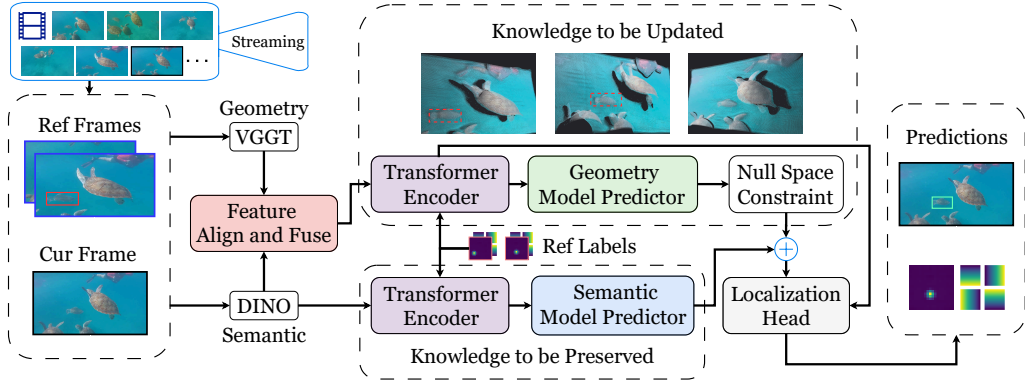 Streaming
...
Ref Frames
Cur Frame
Geometry
VGGT
Feature
Align and Fuse
DINO
Semantic
Knowledge to be Updated
Transformer
Encoder
Geometry
Model Predictor
Null Space
Constraint
Ref Labels
Transformer
Encoder
Semantic
Model Predictor
Knowledge to be Preserved
+
Localization
Head
Predictions